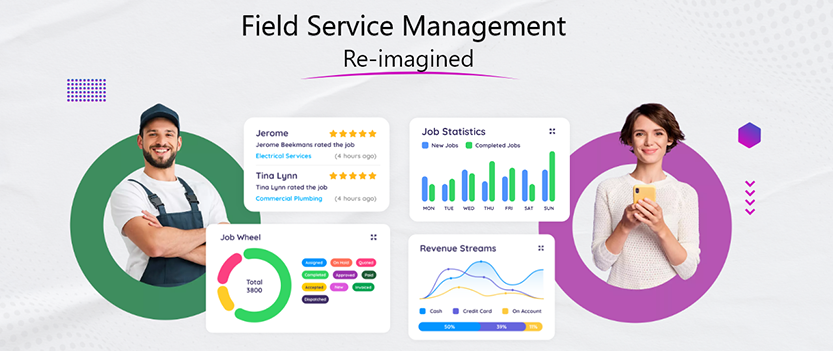 Field Service Management
Re-imagined
Jerome
Jerome Beekmans rated the job
Electrical Services (4 hours ago)
Tina Lynn
Tina Lynn rated the job
Commercial Plumbing (4 hours ago)
Job Statistics
New Jobs Completed Jobs
MON TUE WED THU FRI SAT SUN
Job Wheel
Total
3800
Assigned On Hold Quoted
Completed Approved Paid
Accepted New Invoiced
Dispatched
Revenue Streams
Cash Credit Card On Account
50% 39%